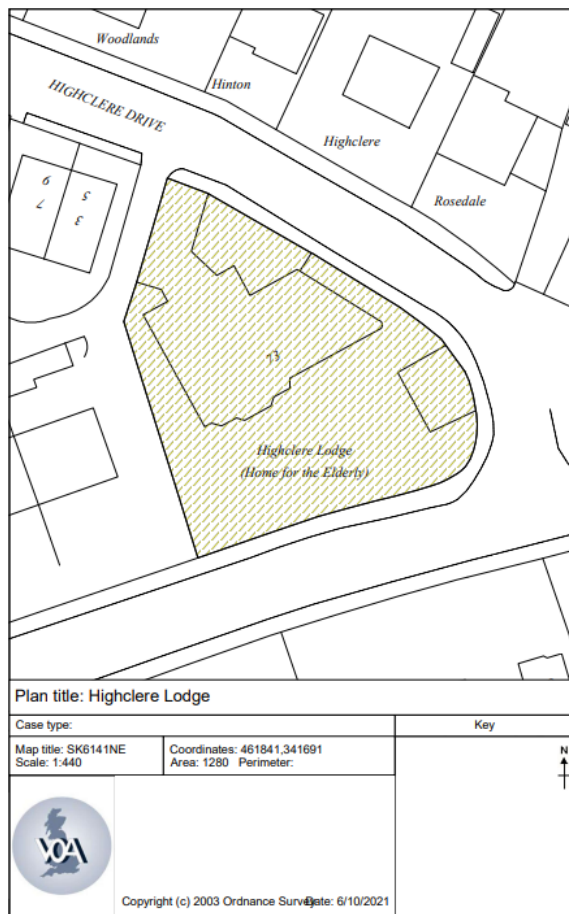 Woodlands
Hinton
HIGHCLERE DRIVE
Highclere
Rosedale
9
7
5
3
73
Highclere Lodge
(Home for the Elderly)
Plan title: Highclere Lodge
Case type:
Key
Map title: SK6141NE
Scale: 1:440
Coordinates: 461841,341691
Area: 1280 Perimeter:
N
VOA
Copyright (c) 2003 Ordnance Survey
Date: 6/10/2021